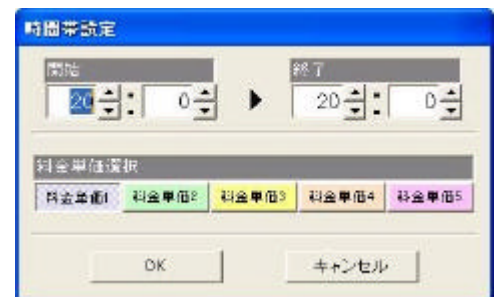 時間帯設定
開始 終了
20 : 0 ▶ 20 : 0
料金単価選択
料金単価1 料金単価2 料金単価3 料金単価4 料金単価5
OK キャンセル